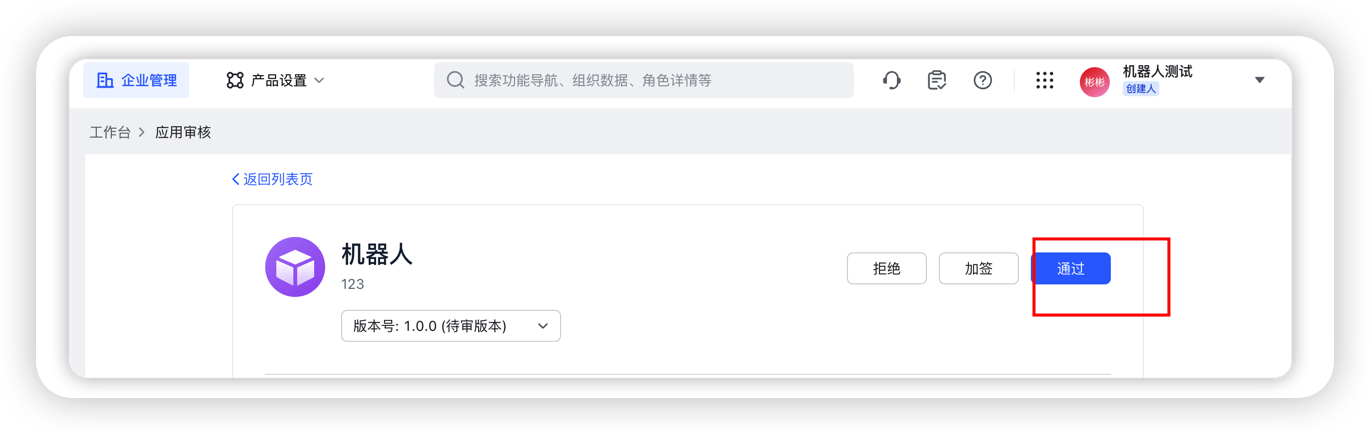 企业管理 产品设置 搜索功能导航、组织数据、角色详情等 彬彬 机器人测试
创建人
工作台 应用审核
返回列表页
机器人
123
拒绝 加签 通过
版本号: 1.0.0 (待审版本)